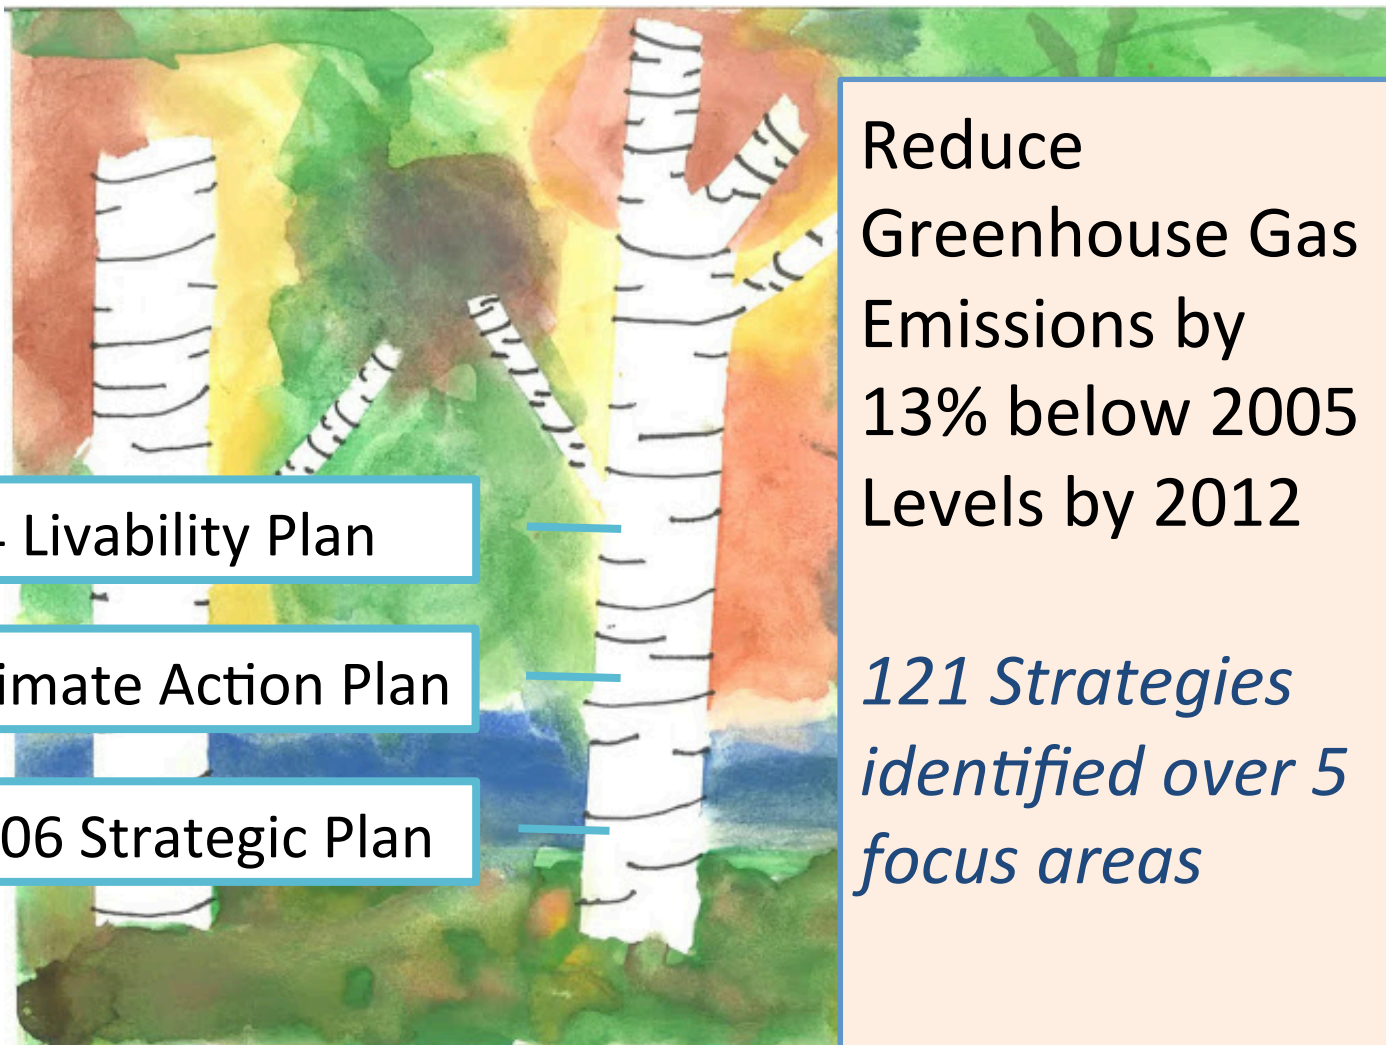 Livability Plan
imate Action Plan
06 Strategic Plan
Reduce
Greenhouse Gas
Emissions by
13% below 2005
Levels by 2012
121 Strategies
identified over 5
focus areas